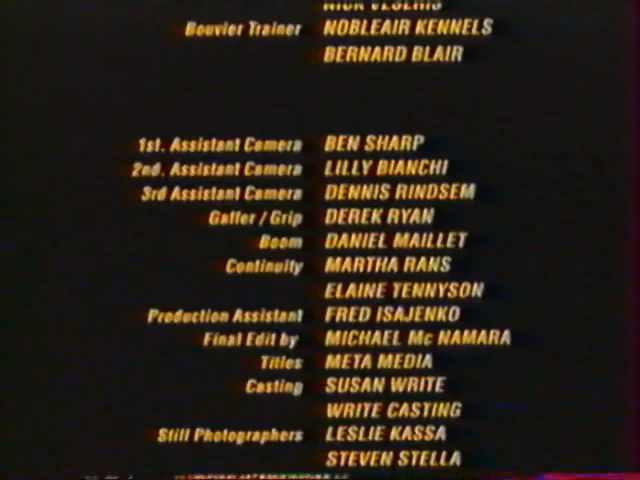 Bouvier Trainer NOBLEAIR KENNELS
BERNARD BLAIR
1st. Assistant Camera BEN SHARP
2nd. Assistant Camera LILLY BIANCHI
3rd Assistant Camera DENNIS RINDSEM
Gaffer / Grip DEREK RYAN
Boom DANIEL MAILLET
Continuity MARTHA RANS
ELAINE TENNYSON
Production Assistant FRED ISAJENKO
Final Edit by MICHAEL Mc NAMARA
Titles META MEDIA
Casting SUSAN WRITE
WRITE CASTING
Still Photographers LESLIE KASSA
STEVEN STELLA